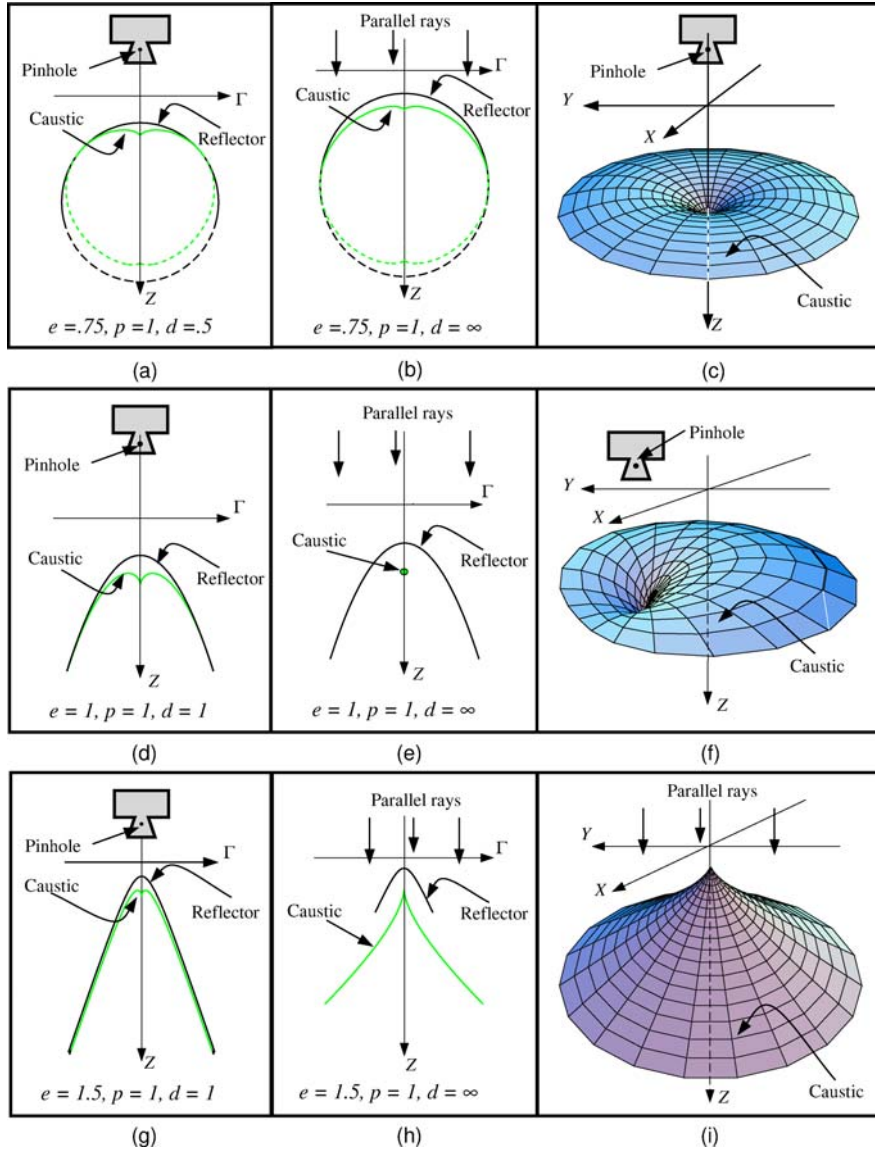 Pinhole
Γ
Caustic
Reflector
Z
e =.75, p =1, d =.5
(a)
Parallel rays
Γ
Caustic
Reflector
Z
e =.75, p =1, d = ∞
(b)
Pinhole
Y
X
Caustic
Z
(c)
Pinhole
Γ
Caustic
Reflector
Z
e = 1, p = 1, d = 1
(d)
Parallel rays
Γ
Caustic
Reflector
Z
e = 1, p = 1, d = ∞
(e)
Pinhole
Y
X
Caustic
Z
(f)
Pinhole
Γ
Caustic
Reflector
Z
e = 1.5, p = 1, d = 1
(g)
Parallel rays
Γ
Caustic
Reflector
Z
e = 1.5, p = 1, d = ∞
(h)
Parallel rays
Y
X
Caustic
Z
(i)